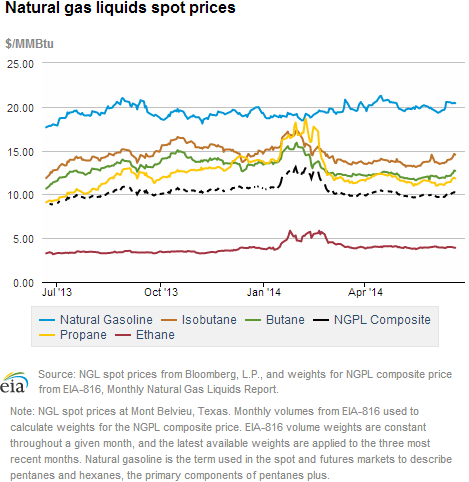 Natural gas liquids spot prices
$/MMBtu
25.00
20.00
15.00
10.00
5.00
0.00
Jul '13
Oct '13
Jan '14
Apr '14
Natural Gasoline
Isobutane
Butane
NGPL Composite
Propane
Ethane
eia
Source: NGL spot prices from Bloomberg, L.P., and weights for NGPL composite price
from EIA–816, Monthly Natural Gas Liquids Report.
Note: NGL spot prices at Mont Belvieu, Texas. Monthly volumes from EIA–816 used to
calculate weights for the NGPL composite price. EIA–816 volume weights are constant
throughout a given month, and the latest available weights are applied to the three most
recent months. Natural gasoline is the term used in the spot and futures markets to describe
pentanes and hexanes, the primary components of pentanes plus.